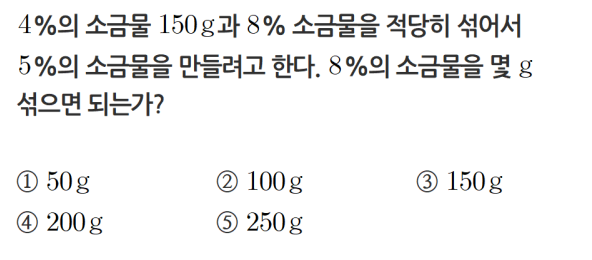 4%의 소금물 150g과 8% 소금물을 적당히 섞어서
5%의 소금물을 만들려고 한다. 8%의 소금물을 몇 g
섞으면 되는가?
① 50g ② 100g ③ 150g
④ 200g ⑤ 250g